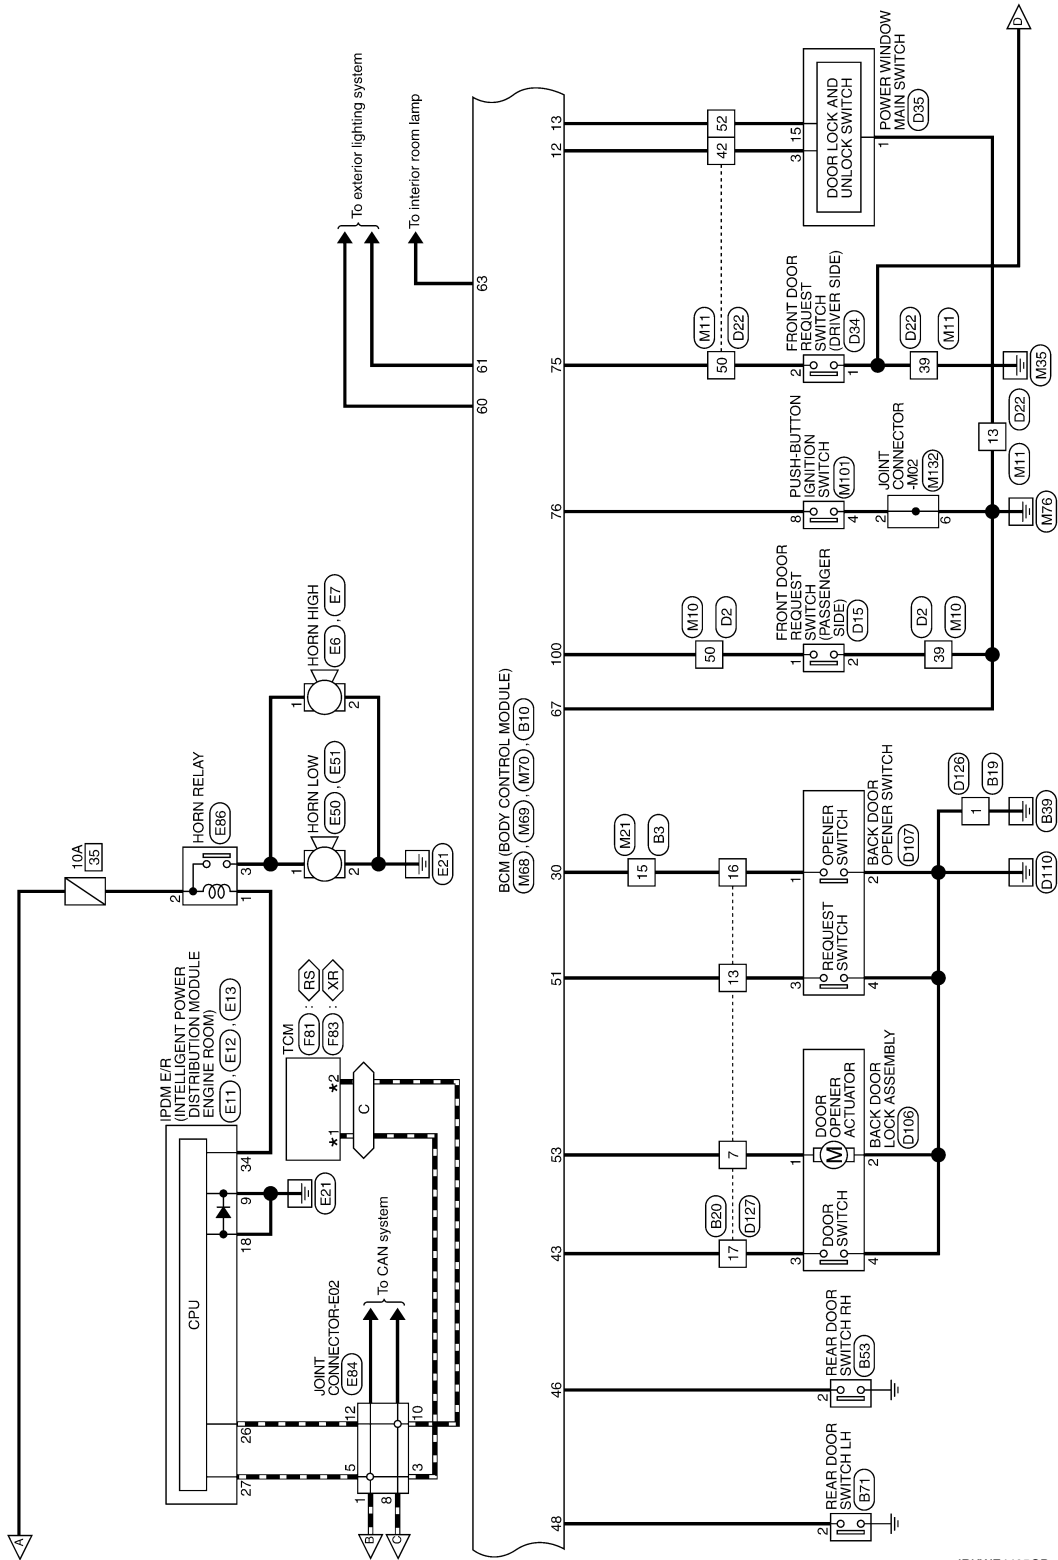 A
10A
35
HORN RELAY
E86
2
1
3
HORN LOW
E50 , E51
1
2
HORN HIGH
E6 , E7
1
2
E21
IPDM E/R
(INTELLIGENT POWER
DISTRIBUTION MODULE
ENGINE ROOM)
E11 , E12 , E13
CPU
27
26
18
9
34
E21
TCM
F81 : RS
F83 : XR
*1
*2
C
JOINT
CONNECTOR-E02
E84
To CAN system
5
12
1
8
3
10
B
C
To exterior lighting system
To interior room lamp
60
61
63
BCM (BODY CONTROL MODULE)
M68 , M69 , M70 , B10
48
46
43
53
51
30
67
100
76
75
12
13
REAR DOOR
SWITCH LH
B71
2
REAR DOOR
SWITCH RH
B53
2
B20
D127
17
7
13
16
M21
B3
15
3
DOOR
SWITCH
4
1
M
DOOR
OPENER
ACTUATOR
2
BACK DOOR
LOCK ASSEMBLY
D106
3
REQUEST
SWITCH
4
1
OPENER
SWITCH
2
BACK DOOR
OPENER SWITCH
D107
D126
B19
1
D110
B39
M10
D2
50
FRONT DOOR
REQUEST
SWITCH
(PASSENGER
SIDE)
D15
1
2
D2
M10
39
PUSH-BUTTON
IGNITION
SWITCH
M101
8
4
JOINT
CONNECTOR
-M02
M132
2
6
M76
M11
D22
13
M11
D22
50
42
52
FRONT DOOR
REQUEST
SWITCH
(DRIVER SIDE)
D34
2
1
D22
M11
39
M35
3
15
DOOR LOCK AND
UNLOCK SWITCH
1
POWER WINDOW
MAIN SWITCH
D35
D